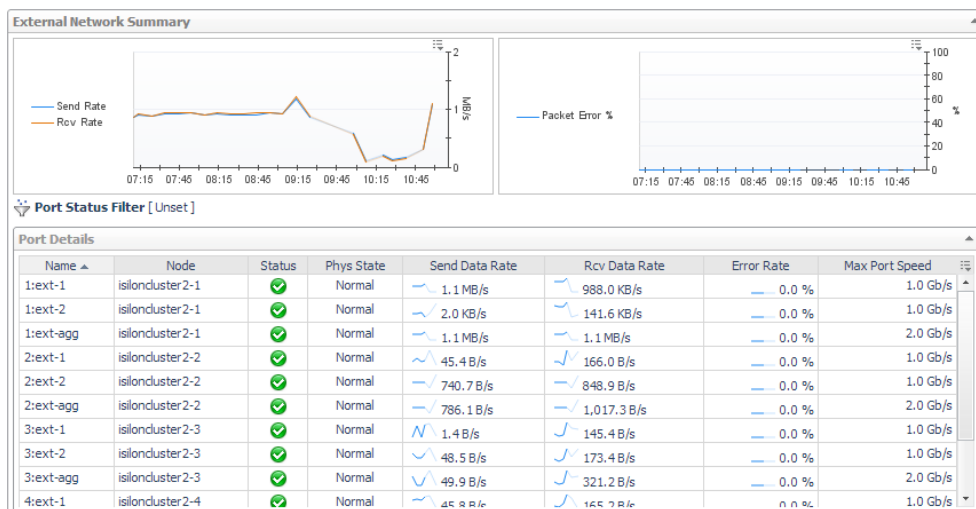 External Network Summary
Send Rate
Rcv Rate
2
1
0
MB/s
07:15 07:45 08:15 08:45 09:15 09:45 10:15 10:45
Packet Error %
100
80
60
40
20
0
%
07:15 07:45 08:15 08:45 09:15 09:45 10:15 10:45
Port Status Filter [ Unset ]
Port Details
Name Node Status Phys State Send Data Rate Rcv Data Rate Error Rate Max Port Speed
1:ext-1 isiloncluster2-1 Normal 1.1 MB/s 988.0 KB/s 0.0 % 1.0 Gb/s
1:ext-2 isiloncluster2-1 Normal 2.0 KB/s 141.6 KB/s 0.0 % 1.0 Gb/s
1:ext-agg isiloncluster2-1 Normal 1.1 MB/s 1.1 MB/s 0.0 % 2.0 Gb/s
2:ext-1 isiloncluster2-2 Normal 45.4 B/s 166.0 B/s 0.0 % 1.0 Gb/s
2:ext-2 isiloncluster2-2 Normal 740.7 B/s 848.9 B/s 0.0 % 1.0 Gb/s
2:ext-agg isiloncluster2-2 Normal 786.1 B/s 1,017.3 B/s 0.0 % 2.0 Gb/s
3:ext-1 isiloncluster2-3 Normal 1.4 B/s 145.4 B/s 0.0 % 1.0 Gb/s
3:ext-2 isiloncluster2-3 Normal 48.5 B/s 173.4 B/s 0.0 % 1.0 Gb/s
3:ext-agg isiloncluster2-3 Normal 49.9 B/s 321.2 B/s 0.0 % 2.0 Gb/s
4:ext-1 isiloncluster2-4 Normal 45.8 B/s 165.2 B/s 0.0 % 1.0 Gb/s